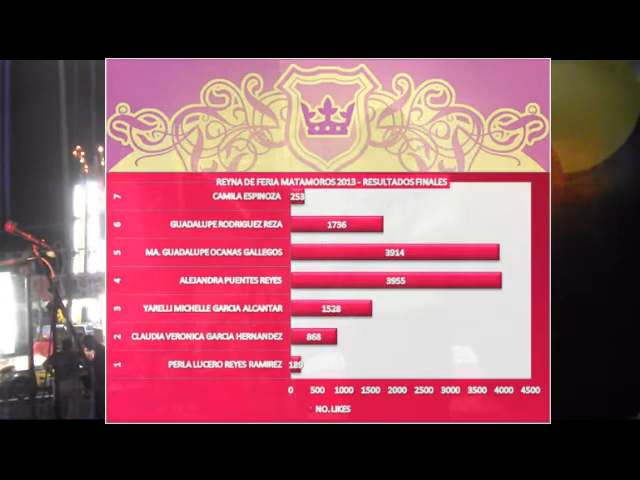 REYNA DE FERIA MATAMOROS 2013 - RESULTADOS FINALES
7 CAMILA ESPINOZA 253
6 GUADALUPE RODRIGUEZ REZA 1736
5 MA. GUADALUPE OCANAS GALLEGOS 3914
4 ALEJANDRA PUENTES REYES 3955
3 YARELLI MICHELLE GARCIA ALCANTAR 1528
2 CLAUDIA VERONICA GARCIA HERNANDEZ 868
1 PERLA LUCERO REYES RAMIREZ 189
0 500 1000 1500 2000 2500 3000 3500 4000 4500
NO. LIKES